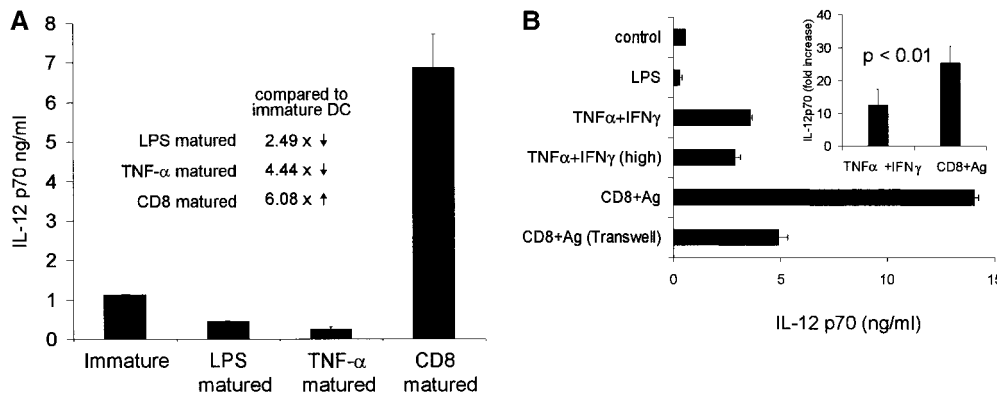 A
IL-12 p70 ng/ml
8
7
6
5
4
3
2
1
0
compared to
immature DC
LPS matured 2.49 x ↓
TNF-α matured 4.44 x ↓
CD8 matured 6.08 x ↑
Immature
LPS
matured
TNF-α
matured
CD8
matured
B
control
LPS
TNFα+IFNγ
TNFα+IFNγ (high)
CD8+Ag
CD8+Ag (Transwell)
0 5 10 15
IL-12 p70 (ng/ml)
IL-12p70 (fold increase)
40
30
20
10
0
p < 0.01
TNFα +IFNγ CD8+Ag